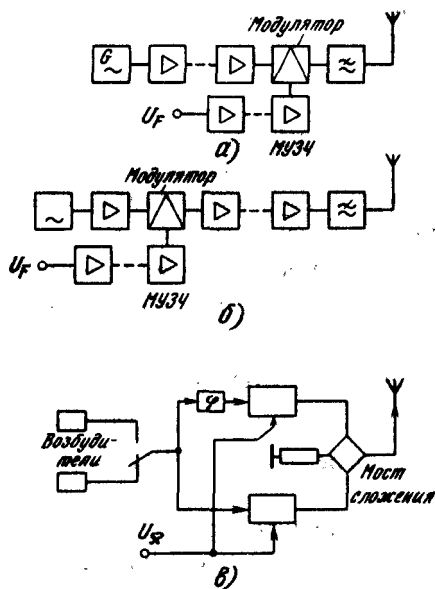 Модулятор
G
U_F
МУЗЧ
а)
Модулятор
U_F
МУЗЧ
б)
φ
Возбуди-
тели
Мост
сложения
U_Ω
в)